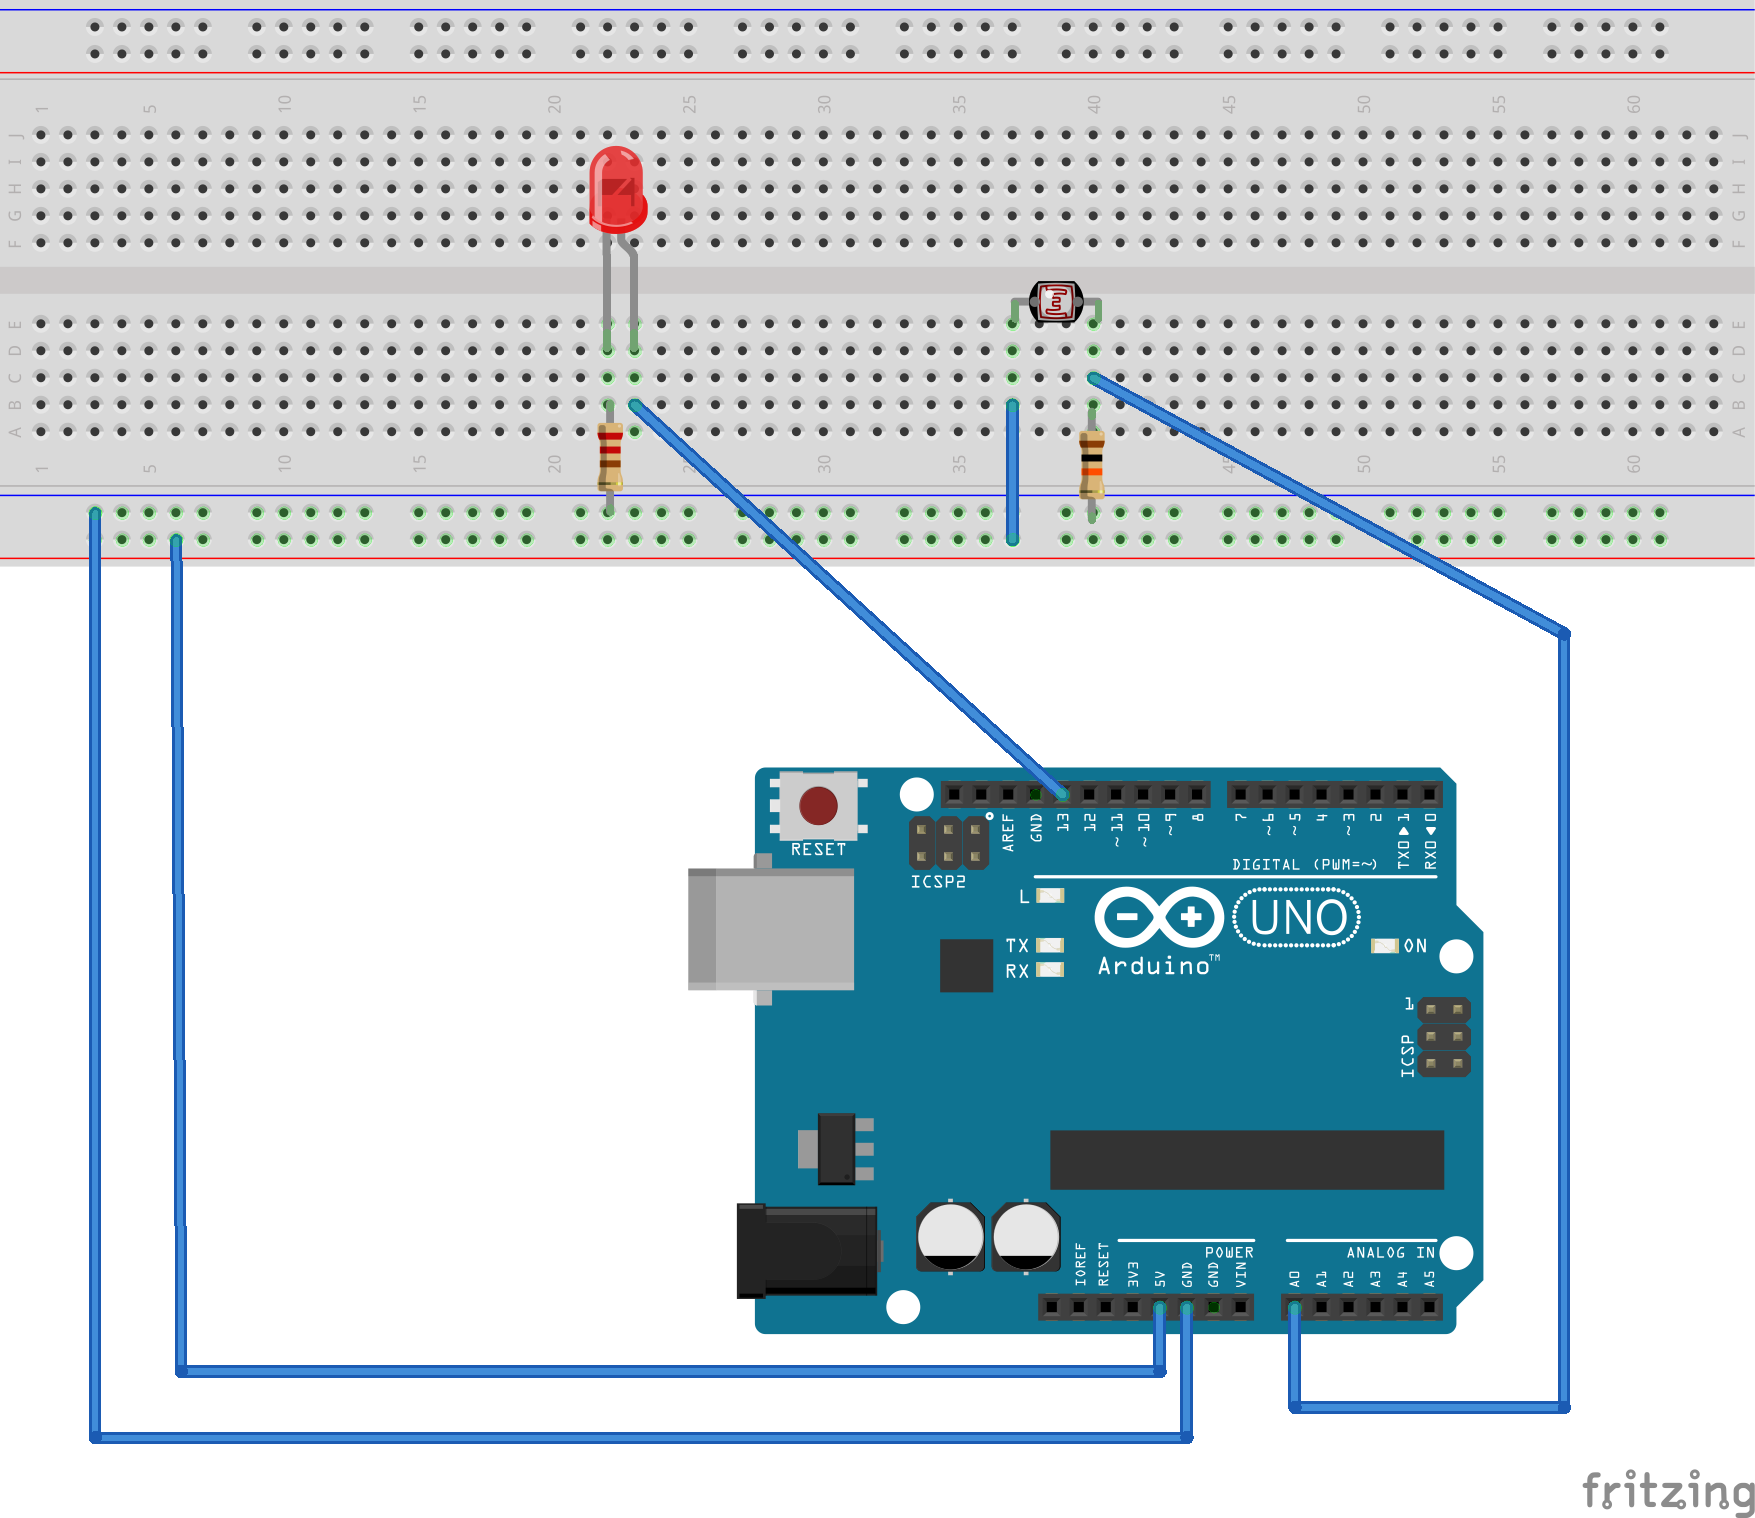 1 5 10 15 20 25 30 35 40 45 50 55 60
J J
I I
H H
G G
F F
E E
D D
C C
B B
A A
1 5 10 15 20 25 30 35 40 45 50 55 60
RESET
ICSP2
AREF GND 13 12 ~11 ~10 ~9 8 7 ~6 ~5 4 ~3 2 TX0▶1 RX0◀0
DIGITAL (PWM=~)
L
TX
RX
UNO
Arduino™
ON
1
ICSP
POWER
ANALOG IN
IOREF RESET 3V3 5V GND GND VIN A0 A1 A2 A3 A4 A5
fritzing